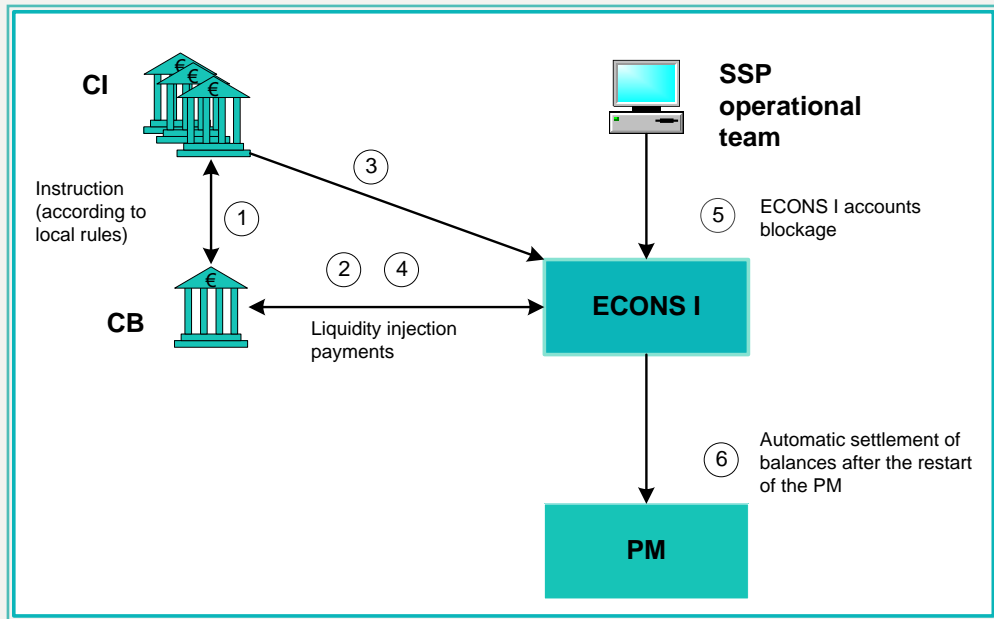 CI
€
€
€
SSP
operational
team
3
Instruction
(according to
local rules)
1
5
ECONS I accounts
blockage
€
CB
2
4
Liquidity injection
payments
ECONS I
6
Automatic settlement of
balances after the restart
of the PM
PM